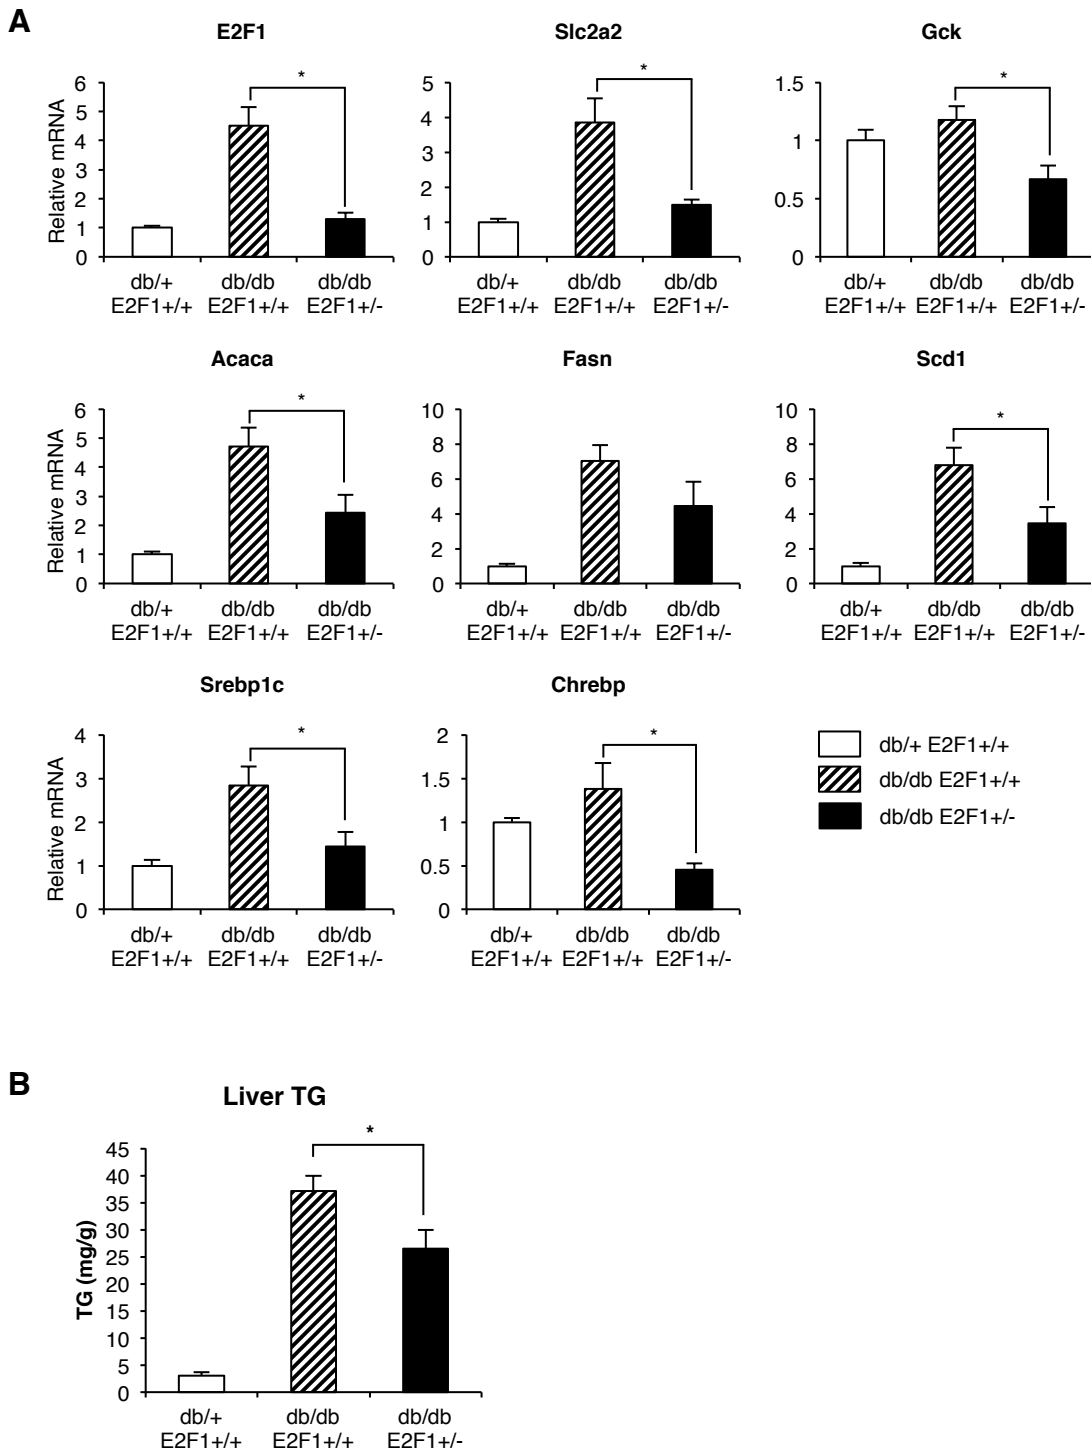 A
E2F1
Slc2a2
Gck
Relative mRNA
6
5
4
3
2
1
0
*
db/+ db/db db/db
E2F1+/+ E2F1+/+ E2F1+/-
5
4
3
2
1
0
*
db/+ db/db db/db
E2F1+/+ E2F1+/+ E2F1+/-
1.5
1
0.5
0
*
db/+ db/db db/db
E2F1+/+ E2F1+/+ E2F1+/-
Acaca
Fasn
Scd1
Relative mRNA
6
5
4
3
2
1
0
*
db/+ db/db db/db
E2F1+/+ E2F1+/+ E2F1+/-
10
8
6
4
2
0
db/+ db/db db/db
E2F1+/+ E2F1+/+ E2F1+/-
10
8
6
4
2
0
*
db/+ db/db db/db
E2F1+/+ E2F1+/+ E2F1+/-
Srebp1c
Chrebp
Relative mRNA
4
3
2
1
0
*
db/+ db/db db/db
E2F1+/+ E2F1+/+ E2F1+/-
2
1.5
1
0.5
0
*
db/+ db/db db/db
E2F1+/+ E2F1+/+ E2F1+/-
db/+ E2F1+/+
db/db E2F1+/+
db/db E2F1+/-
B
Liver TG
TG (mg/g)
45
40
35
30
25
20
15
10
5
0
*
db/+ db/db db/db
E2F1+/+ E2F1+/+ E2F1+/-